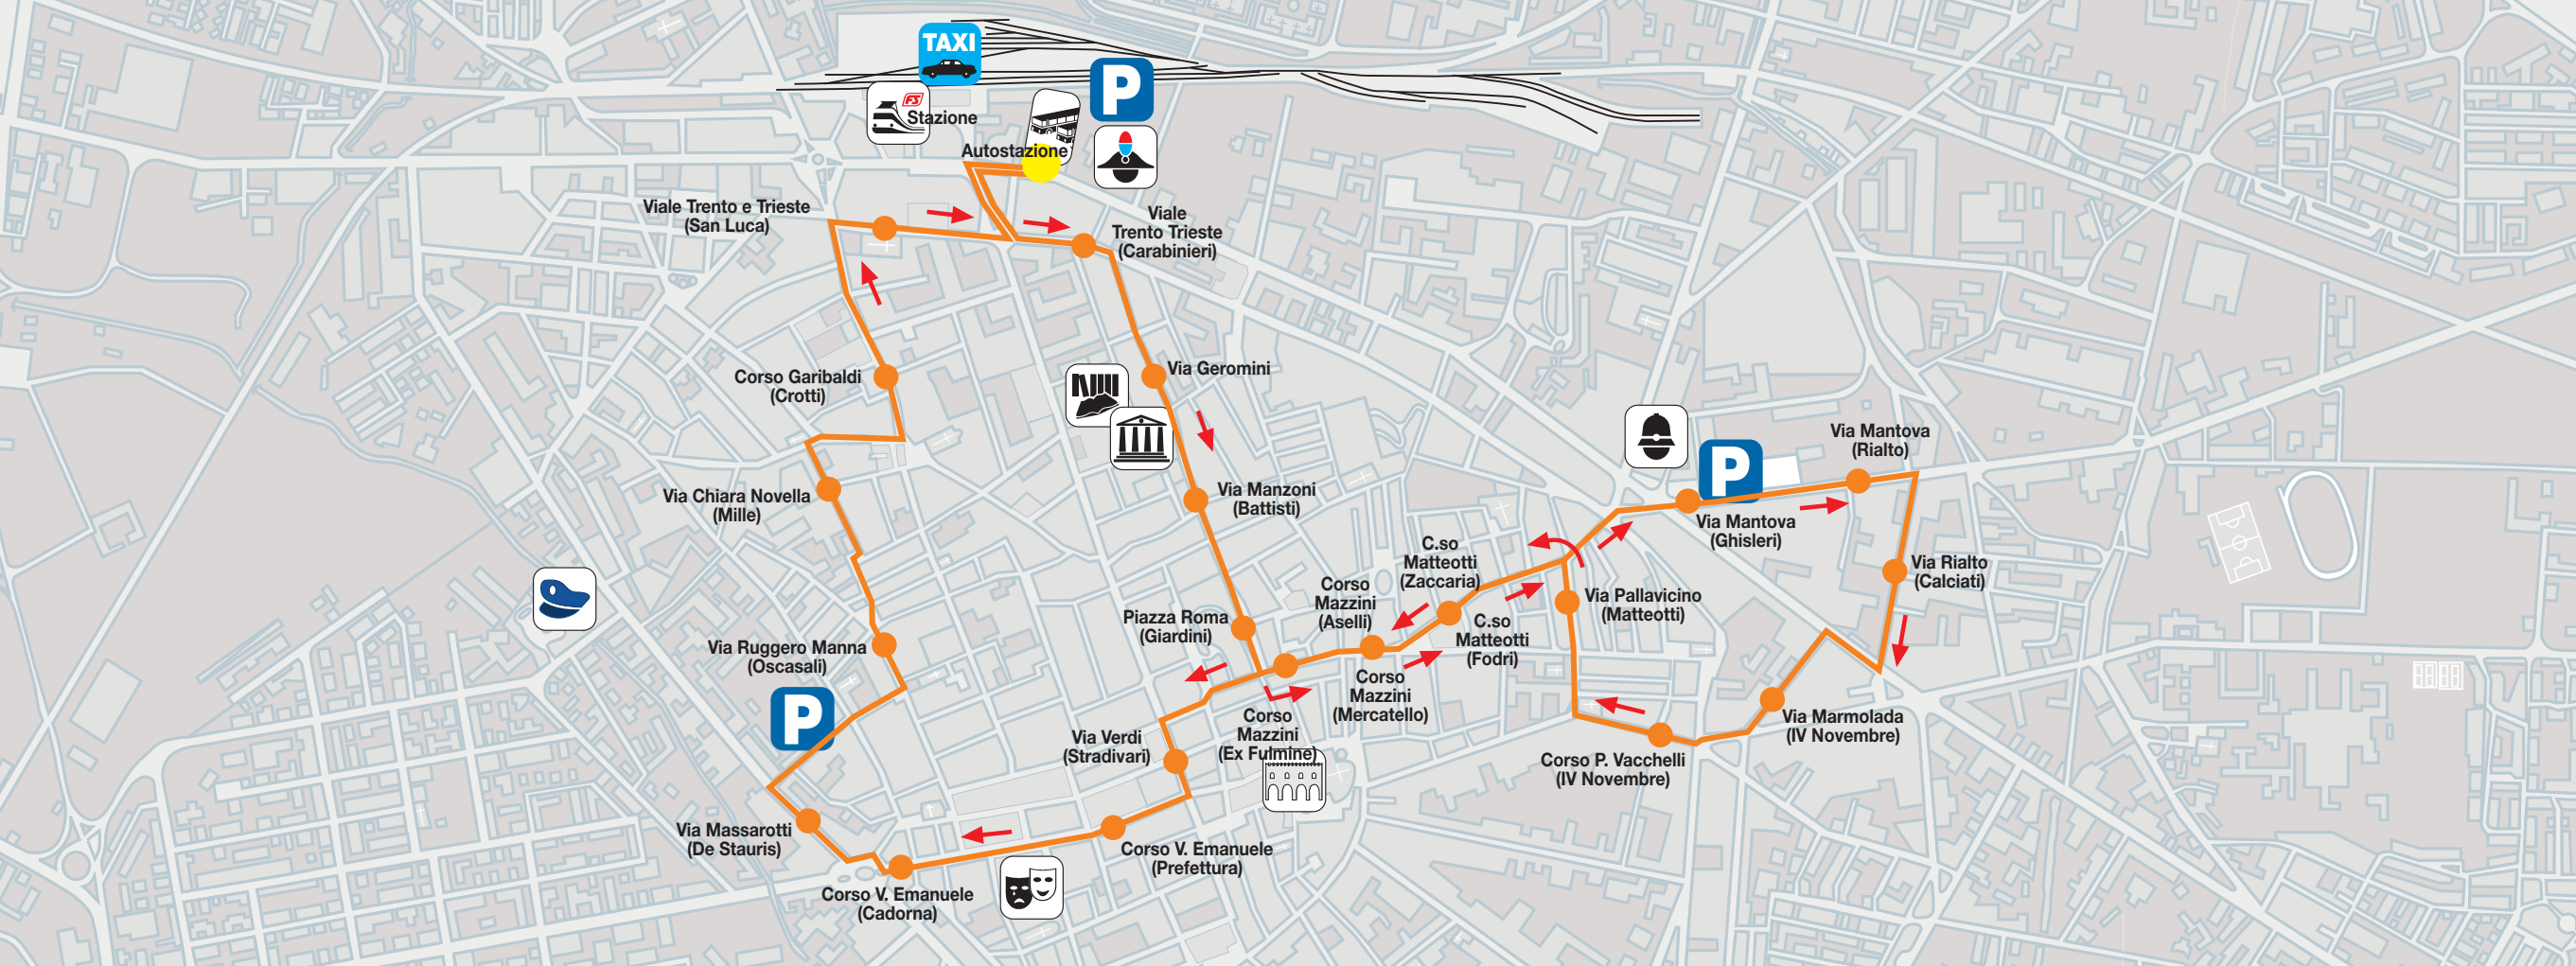 TAXI
P
FS
Stazione
Autostazione
Viale Trento e Trieste
(San Luca)
Viale
Trento Trieste
(Carabinieri)
Corso Garibaldi
(Crotti)
Via Geromini
Via Mantova
(Rialto)
Via Chiara Novella
(Mille)
Via Manzoni
(Battisti)
P
Via Mantova
(Ghisleri)
C.so
Matteotti
(Zaccaria)
Via Rialto
(Calciati)
Corso
Mazzini
(Aselli)
Via Pallavicino
(Matteotti)
Piazza Roma
(Giardini)
C.so
Matteotti
(Fodri)
Via Ruggero Manna
(Oscasali)
P
Corso
Mazzini
(Mercatello)
Corso
Mazzini
(Ex Fulmine)
Via Marmolada
(IV Novembre)
Via Verdi
(Stradivari)
Corso P. Vacchelli
(IV Novembre)
Via Massarotti
(De Stauris)
Corso V. Emanuele
(Prefettura)
Corso V. Emanuele
(Cadorna)